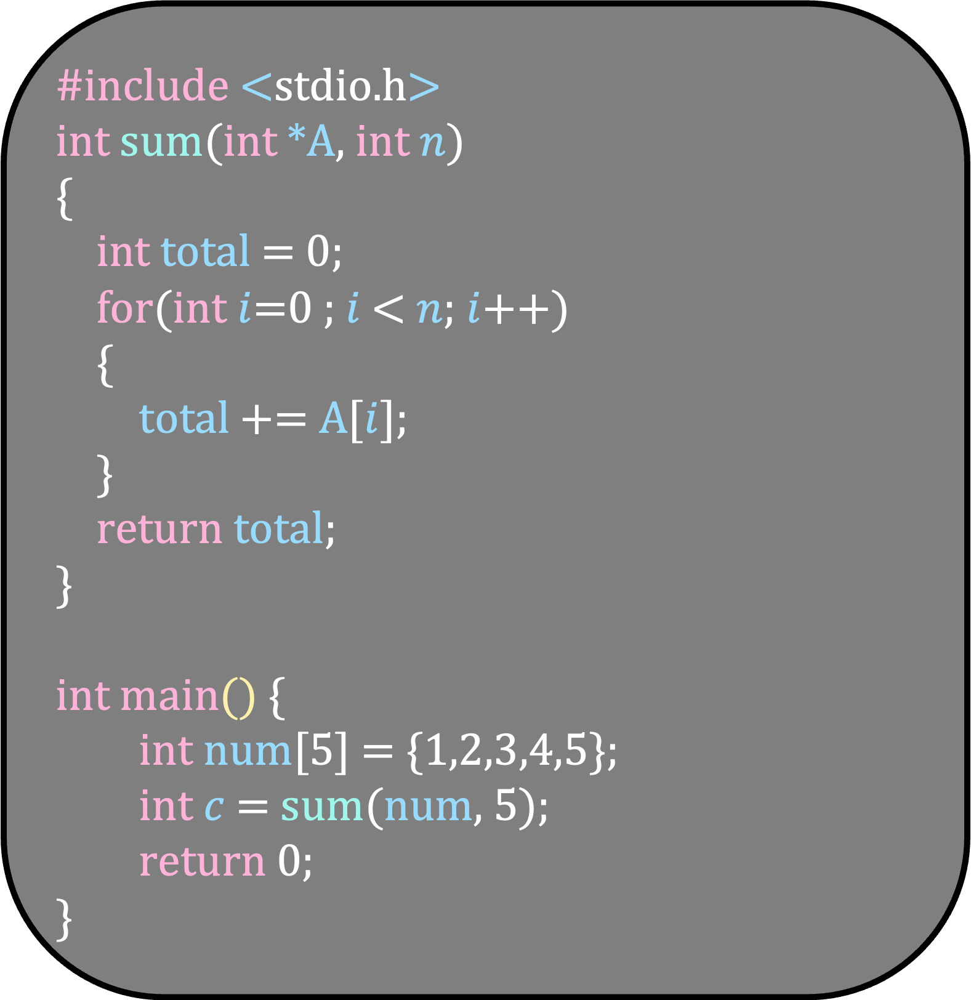 #include <stdio.h>
int sum(int *A, int n)
{
    int total = 0;
    for(int i=0 ; i < n; i++)
    {
        total += A[i];
    }
    return total;
}

int main() {
        int num[5] = {1,2,3,4,5};
        int c = sum(num, 5);
        return 0;
}